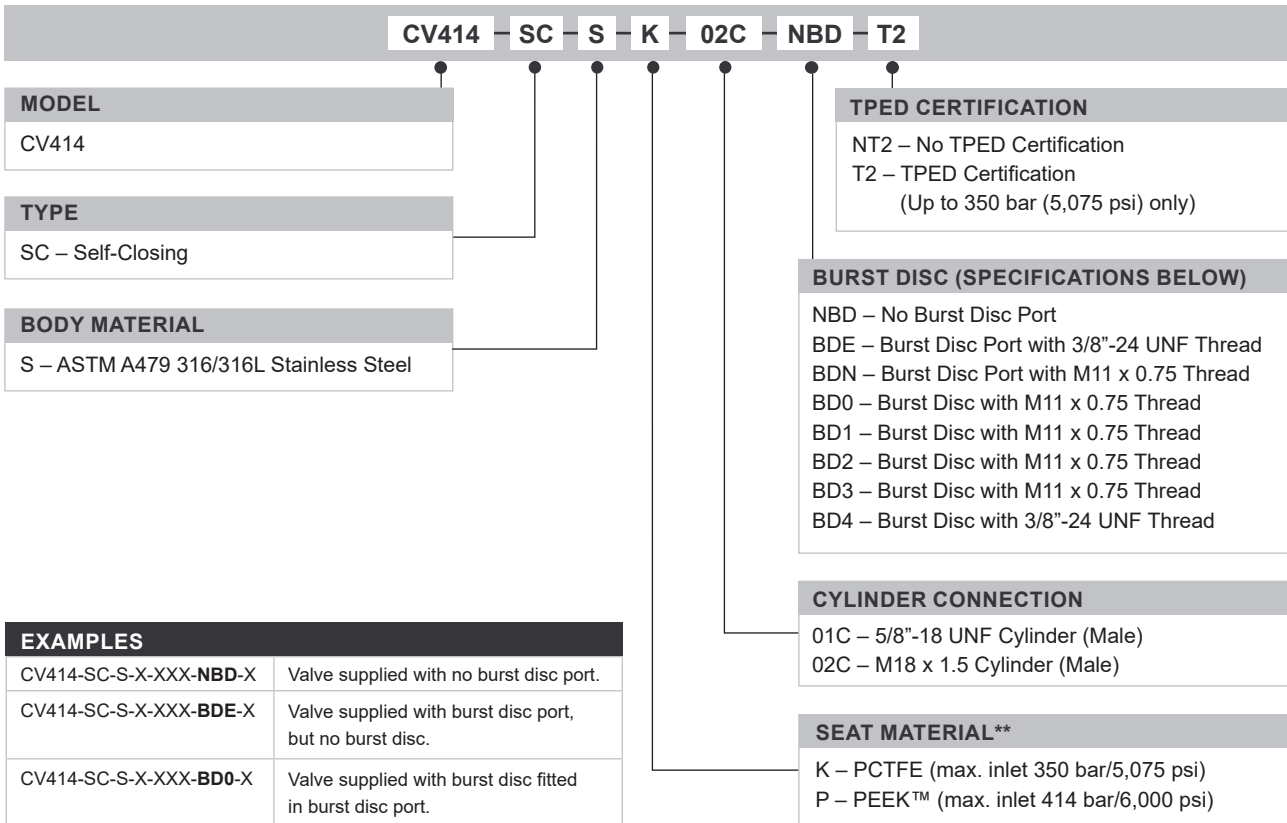 CV414 SC S K 02C NBD T2
MODEL
CV414
TYPE
SC – Self-Closing
BODY MATERIAL
S – ASTM A479 316/316L Stainless Steel
TPED CERTIFICATION
NT2 – No TPED Certification
T2 – TPED Certification
(Up to 350 bar (5,075 psi) only)
BURST DISC (SPECIFICATIONS BELOW)
NBD – No Burst Disc Port
BDE – Burst Disc Port with 3/8”-24 UNF Thread
BDN – Burst Disc Port with M11 x 0.75 Thread
BD0 – Burst Disc with M11 x 0.75 Thread
BD1 – Burst Disc with M11 x 0.75 Thread
BD2 – Burst Disc with M11 x 0.75 Thread
BD3 – Burst Disc with M11 x 0.75 Thread
BD4 – Burst Disc with 3/8”-24 UNF Thread
CYLINDER CONNECTION
01C – 5/8”-18 UNF Cylinder (Male)
02C – M18 x 1.5 Cylinder (Male)
SEAT MATERIAL**
K – PCTFE (max. inlet 350 bar/5,075 psi)
P – PEEK™ (max. inlet 414 bar/6,000 psi)
EXAMPLES
CV414-SC-S-X-XXX-NBD-X Valve supplied with no burst disc port.
CV414-SC-S-X-XXX-BDE-X Valve supplied with burst disc port,
but no burst disc.
CV414-SC-S-X-XXX-BD0-X Valve supplied with burst disc fitted
in burst disc port.